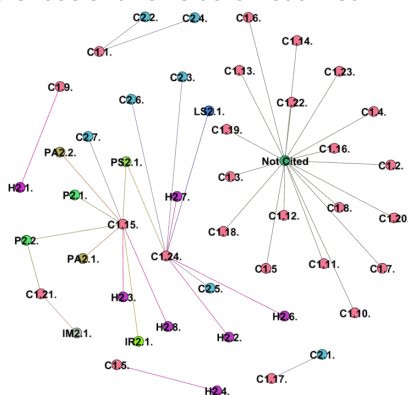 C2.2.
C2.4.
C1.6.
C1.1.
C1.14.
C2.3.
C1.13.
C1.23.
C1.9.
C2.6.
C1.22.
LS2.1.
C1.4.
C1.19.
C2.7.
C1.16.
PA2.2.
PS2.1.
Not Cited
C1.2.
C1.3.
H2.1.
P2.1.
H2.7.
C1.8.
C1.12.
C1.20.
C1.15.
C1.18.
P2.2.
C1.24.
PA2.1.
C1.11.
C1.5
C1.7.
C1.21.
H2.3.
C2.5.
C1.10.
H2.6.
IM2.1.
H2.8.
H2.2.
IR2.1.
C2.1.
C1.5.
C1.17.
H2.4.